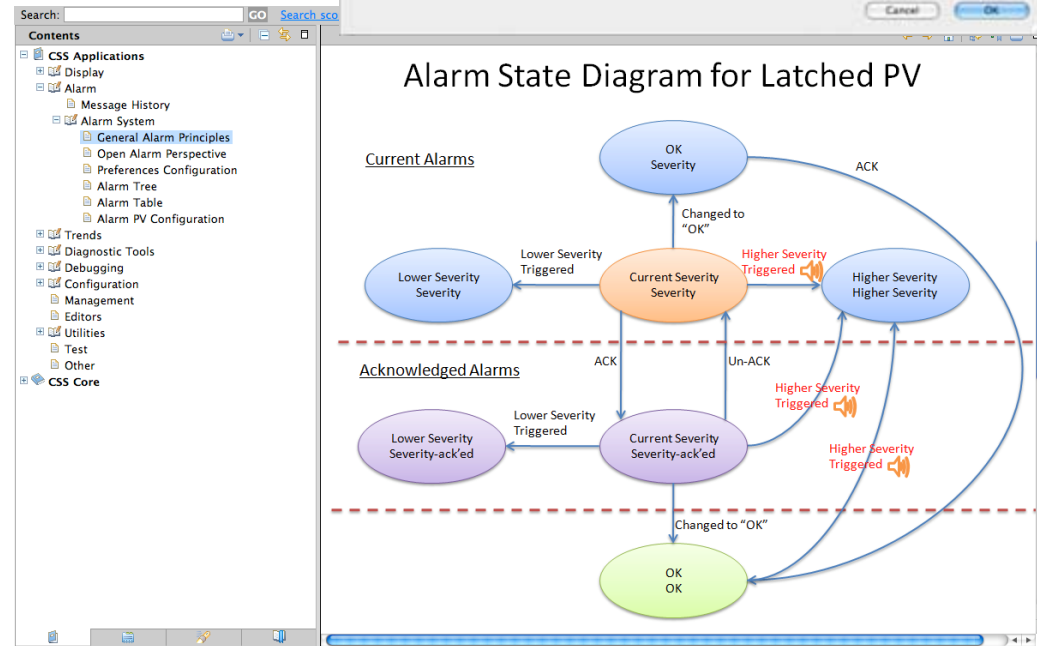 Search:
GO
Search sco
Cancel
OK
Contents
CSS Applications
Display
Alarm
Message History
Alarm System
General Alarm Principles
Open Alarm Perspective
Preferences Configuration
Alarm Tree
Alarm Table
Alarm PV Configuration
Trends
Diagnostic Tools
Debugging
Configuration
Management
Editors
Utilities
Test
Other
CSS Core
Alarm State Diagram for Latched PV
Current Alarms
OK
Severity
ACK
Changed to
“OK”
Lower Severity
Triggered
Higher Severity
Triggered
Lower Severity
Severity
Current Severity
Severity
Higher Severity
Higher Severity
ACK
Un-ACK
Acknowledged Alarms
Higher Severity
Triggered
Lower Severity
Triggered
Lower Severity
Severity-ack’ed
Current Severity
Severity-ack’ed
Higher Severity
Triggered
Changed to “OK”
OK
OK